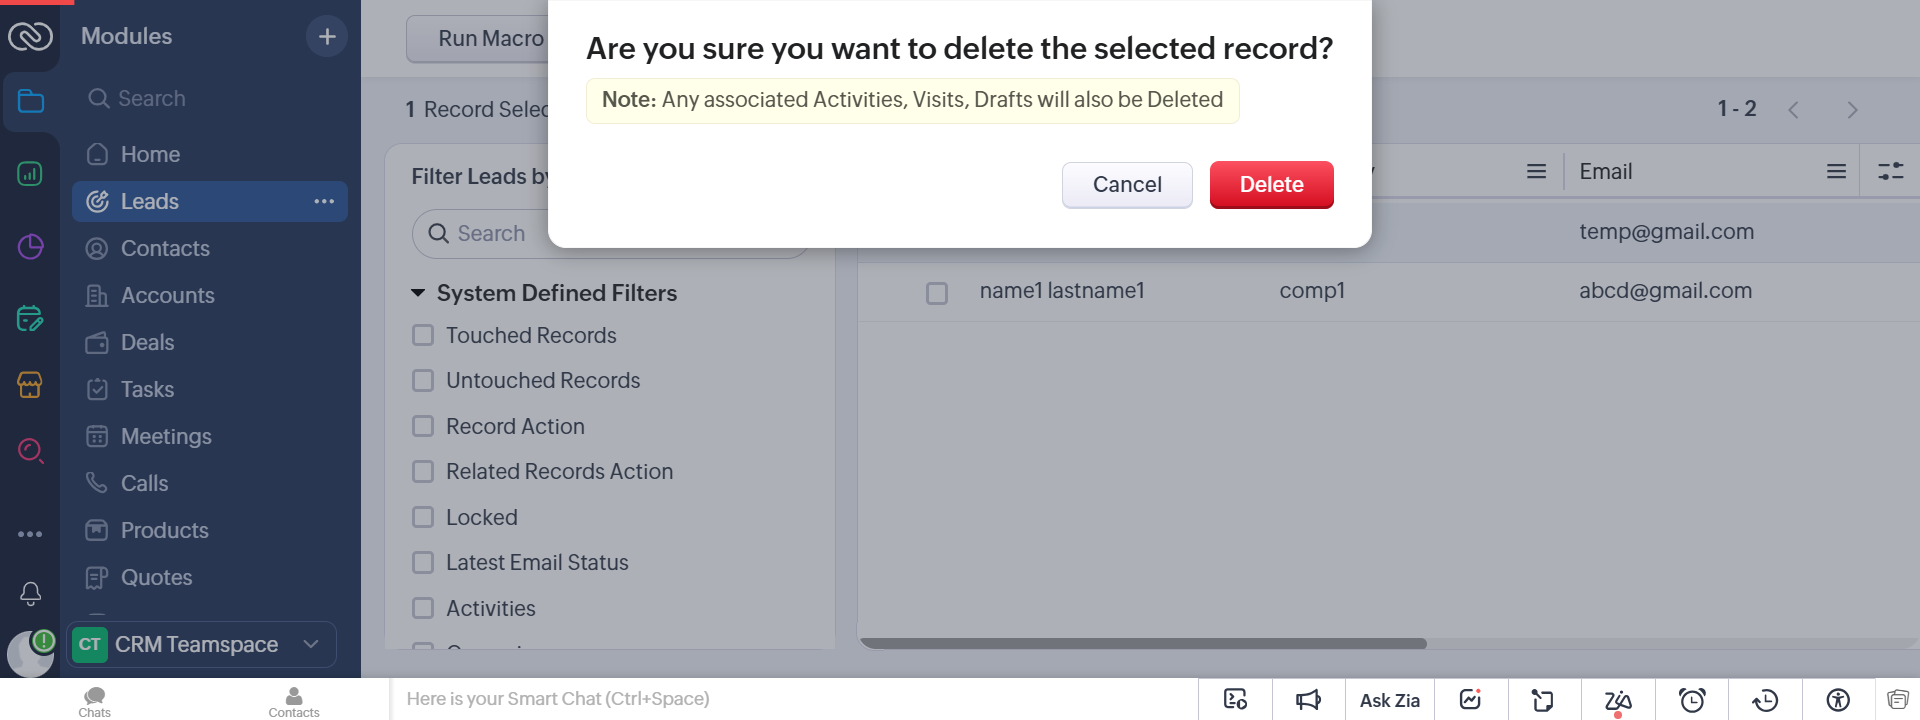 Modules
Search
Home
Leads
Contacts
Accounts
Deals
Tasks
Meetings
Calls
Products
Quotes
CT CRM Teamspace
Run Macro
1 Record
Filter Leads
Search
System Defined Filters
Touched Records
Untouched Records
Record Action
Related Records Action
Locked
Latest Email Status
Activities
Are you sure you want to delete the selected record?
Note: Any associated Activities, Visits, Drafts will also be Deleted
Cancel
Delete
1 - 2
Email
temp@gmail.com
name1 lastname1 comp1 abcd@gmail.com
Chats
Contacts
Here is your Smart Chat (Ctrl+Space)
Ask Zia